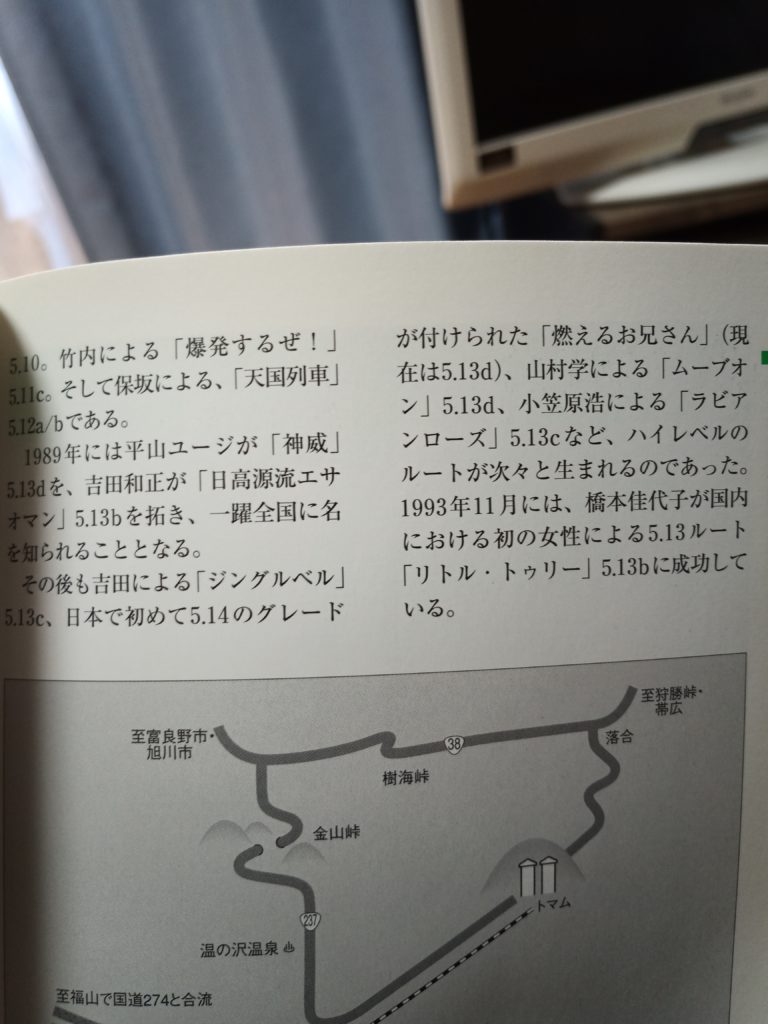 5.10。竹内による「爆発するぜ！」
5.11c。そして保坂による、「天国列車」
5.12a/bである。
1989年には平山ユージが「神威」
5.13dを、吉田和正が「日高源流エサ
オマン」5.13bを拓き、一躍全国に名
を知られることとなる。
その後も吉田による「ジングルベル」
5.13c、日本で初めて5.14のグレード
が付けられた「燃えるお兄さん」（現
在は5.13d）、山村学による「ムーブオ
ン」5.13d、小笠原浩による「ラビア
ンローズ」5.13cなど、ハイレベルの
ルートが次々と生まれるのであった。
1993年11月には、橋本佳代子が国内
における初の女性による5.13ルート
「リトル・トゥリー」5.13bに成功して
いる。
至富良野市・
旭川市
38
樹海峠
至狩勝峠・
帯広
落合
金山峠
トマム
237
温の沢温泉
至福山で国道274と合流